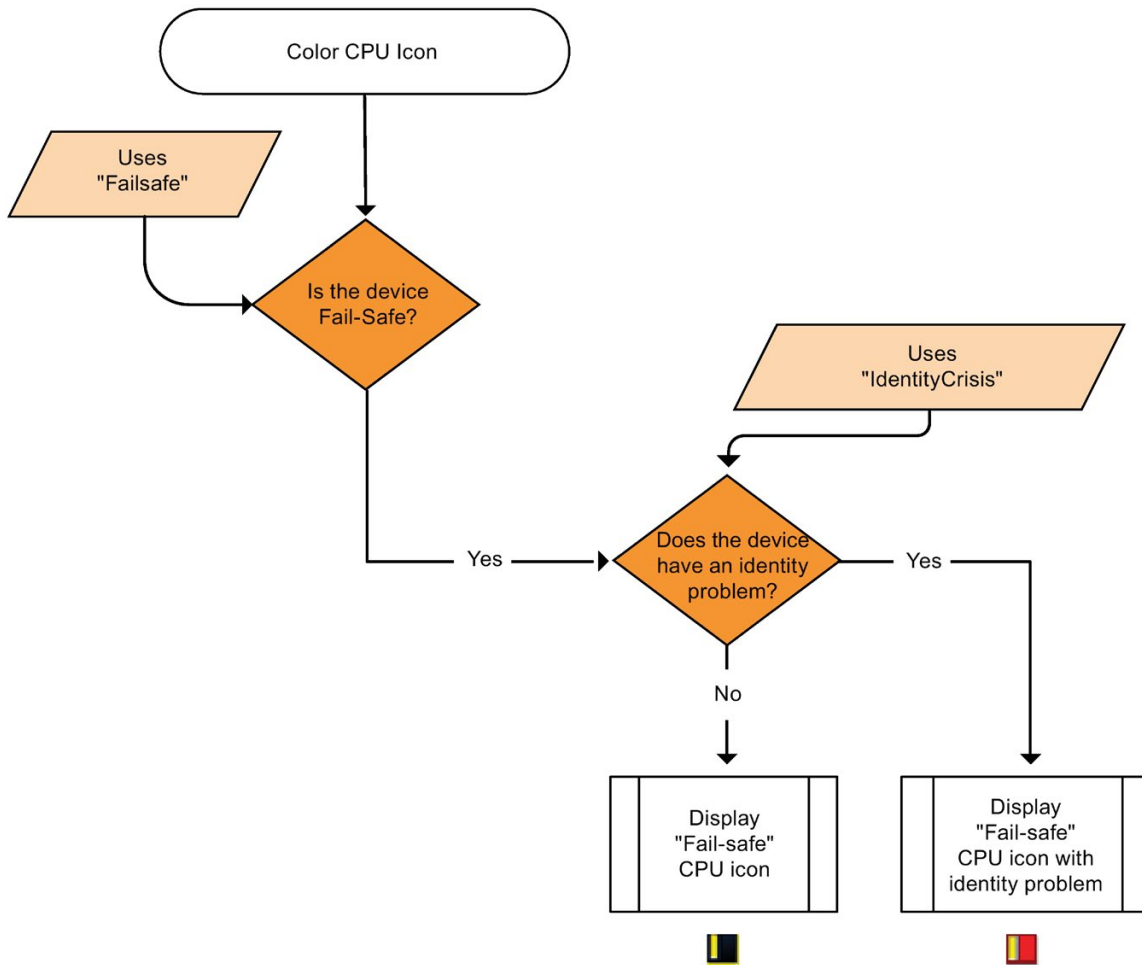 Color CPU Icon
Uses
"Failsafe"
Is the device
Fail-Safe?
Uses
"IdentityCrisis"
Yes
Does the device
have an identity
problem?
Yes
No
Display
"Fail-safe"
CPU icon
Display
"Fail-safe"
CPU icon with
identity problem